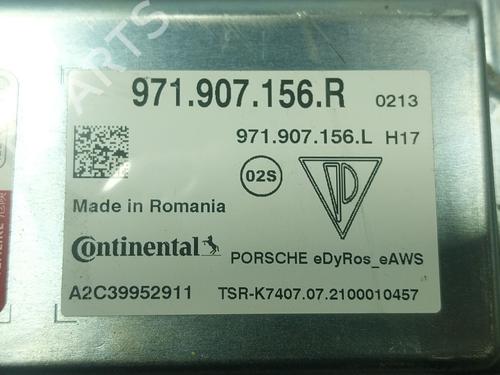 971.907.156.R 0213
971.907.156.L H17
02S
Made in Romania
Continental
PORSCHE eDyRos_eAWS
A2C39952911 TSR-K7407.07.2100010457